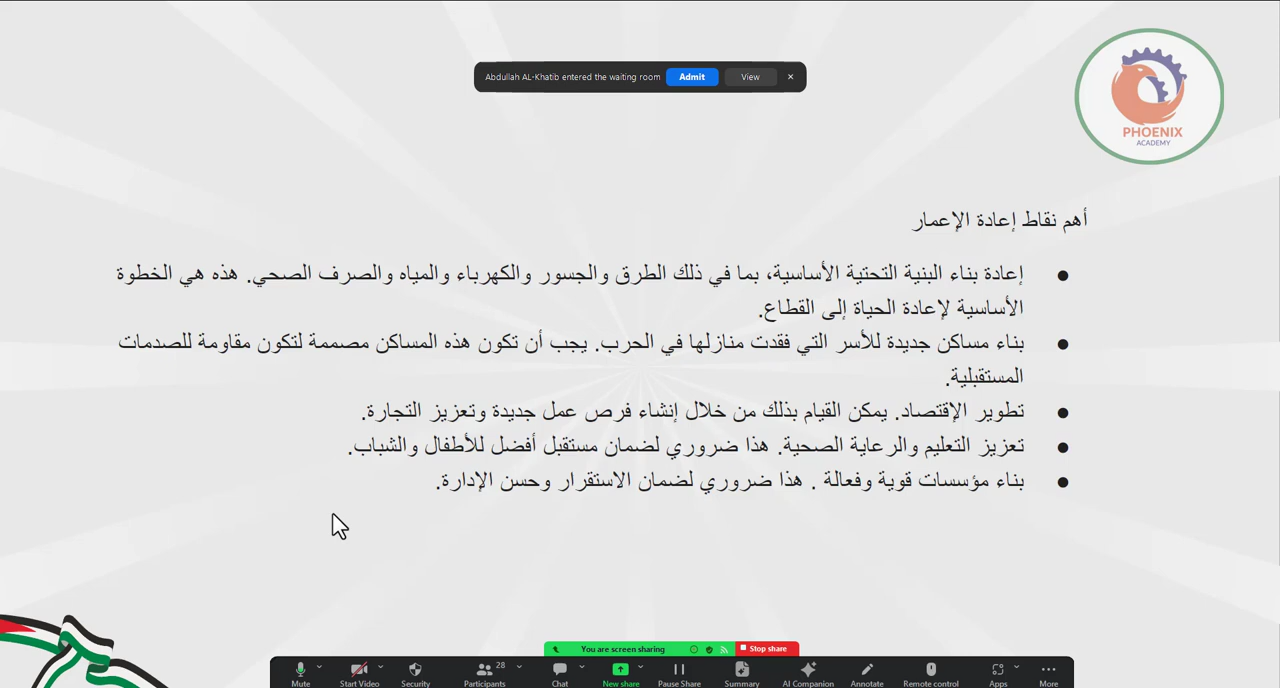 Abdullah AL-Khatib entered the waiting room Admit View
PHOENIX
ACADEMY
أهم نقاط إعادة الإعمار
● إعادة بناء البنية التحتية الأساسية، بما في ذلك الطرق والجسور والكهرباء والمياه والصرف الصحي. هذه هي الخطوة
الأساسية لإعادة الحياة إلى القطاع.
● بناء مساكن جديدة للأسر التي فقدت منازلها في الحرب. يجب أن تكون هذه المساكن مصممة لتكون مقاومة للصدمات
المستقبلية.
● تطوير الإقتصاد. يمكن القيام بذلك من خلال إنشاء فرص عمل جديدة وتعزيز التجارة.
● تعزيز التعليم والرعاية الصحية. هذا ضروري لضمان مستقبل أفضل للأطفال والشباب.
● بناء مؤسسات قوية وفعالة . هذا ضروري لضمان الاستقرار وحسن الإدارة.
You are screen sharing Stop share
28
Mute Start Video Security Participants Chat New share Pause Share Summary AI Companion Annotate Remote control Apps More